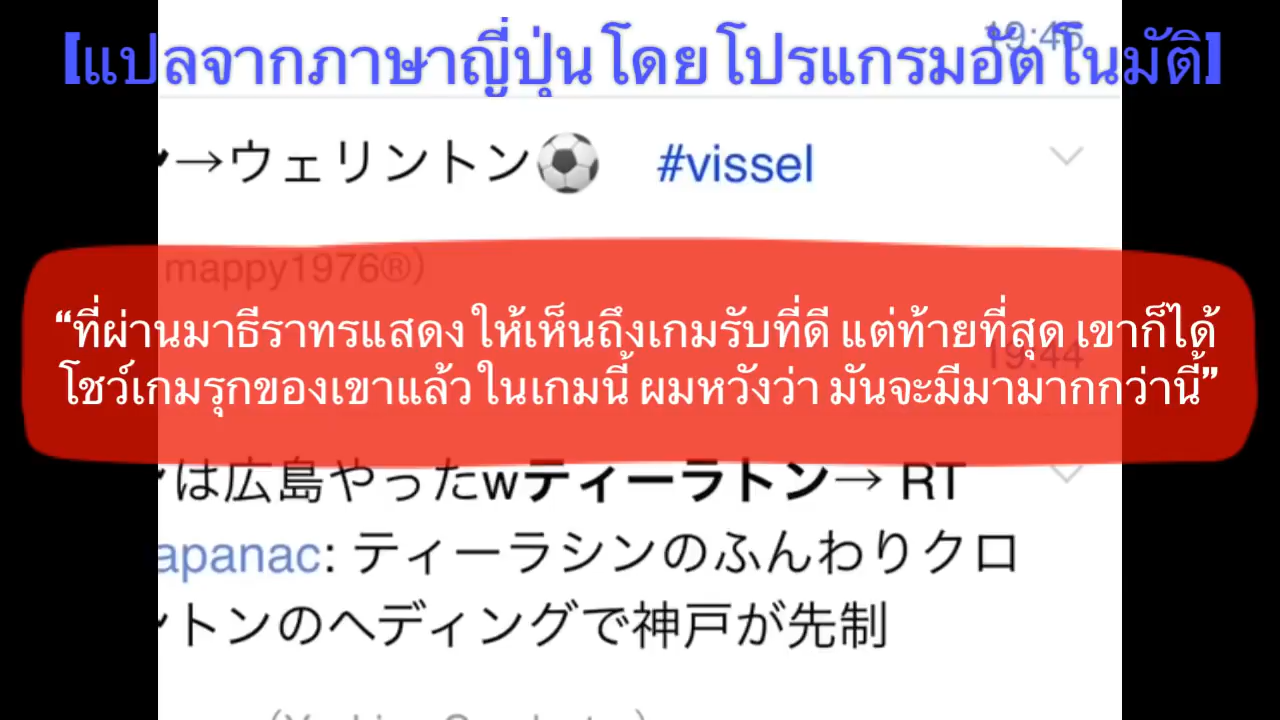 [แปลจากภาษาญี่ปุ่นโดยโปรแกรมอัตโนมัติ]
→ウェリントン⚽ #vissel
mappy1976®)
19:44
“ที่ผ่านมาธีราทรแสดงให้เห็นถึงเกมรับที่ดี แต่ท้ายที่สุด เขาก็ได้
โชว์เกมรุกของเขาแล้วในเกมนี้ ผมหวังว่า มันจะมีมามากกว่านี้”
は広島やったwティーラトン→ RT
apanac: ティーラシンのふんわりクロ
トンのヘディングで神戸が先制